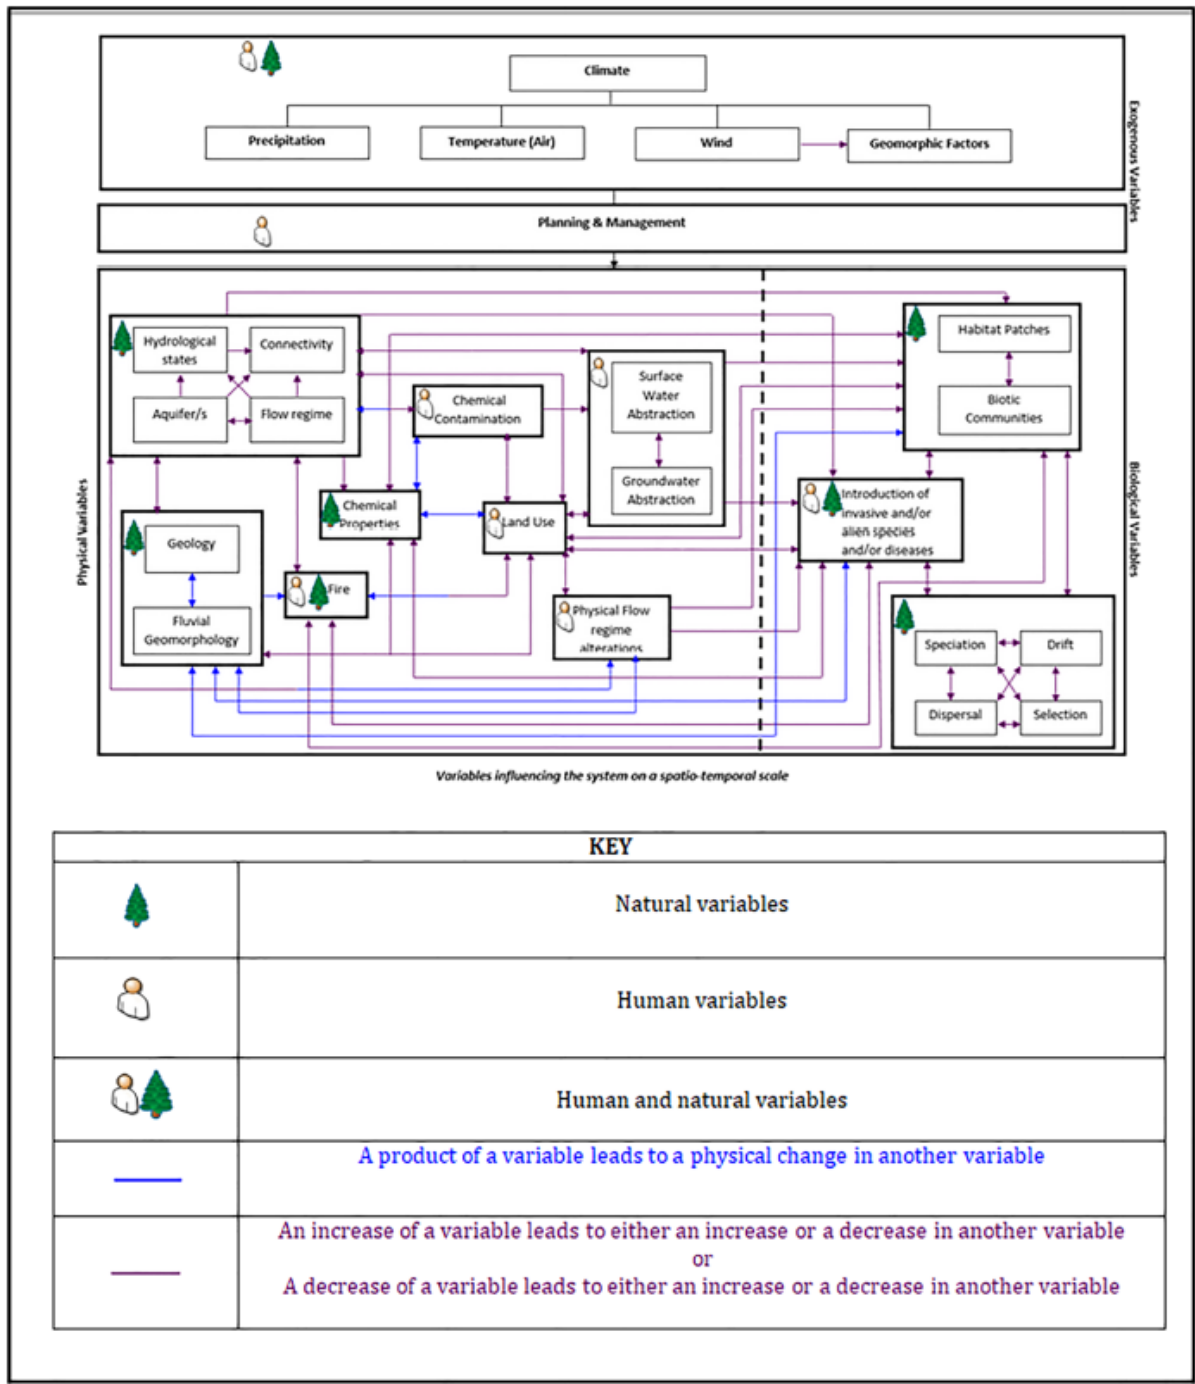 Climate
Precipitation
Temperature (Air)
Wind
Geomorphic Factors
Exogenous Variables
Planning & Management
Hydrological
states
Connectivity
Aquifer/s
Flow regime
Chemical
Contamination
Surface
Water
Abstraction
Groundwater
Abstraction
Habitat Patches
Biotic
Communities
Physical Variables
Biological Variables
Chemical
Properties
Land Use
Introduction of
invasive and/or
alien species
and/or diseases
Geology
Fluvial
Geomorphology
Fire
Physical Flow
regime
alterations
Speciation
Drift
Dispersal
Selection
Variables influencing the system on a spatio-temporal scale
KEY
Natural variables
Human variables
Human and natural variables
A product of a variable leads to a physical change in another variable
An increase of a variable leads to either an increase or a decrease in another variable
or
A decrease of a variable leads to either an increase or a decrease in another variable